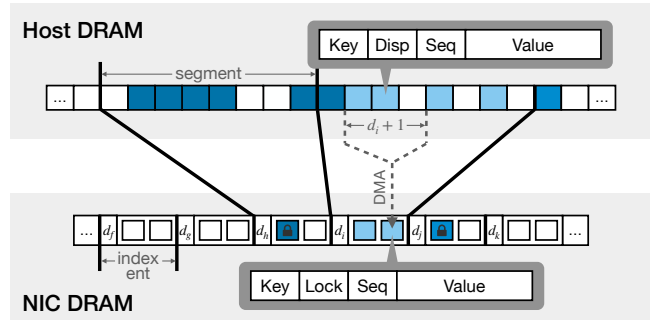 Host DRAM
Key Disp Seq Value
segment
... ...
d_i + 1
DMA
... d_f d_g d_h d_i d_j d_k ...
index
ent
Key Lock Seq Value
NIC DRAM